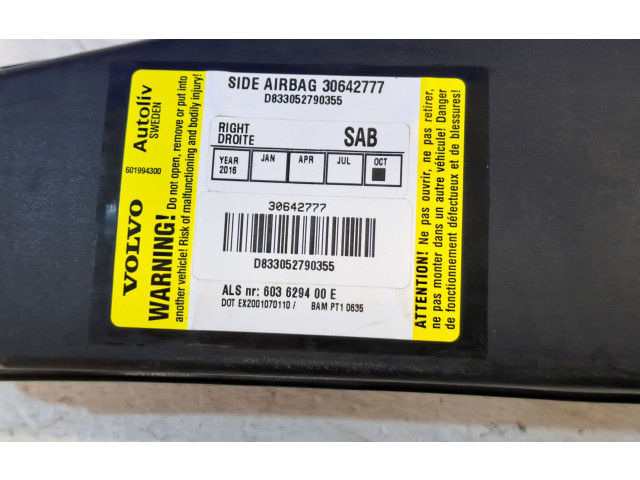 VOLVO
Autoliv
SWEDEN
601994300
WARNING! Do not open, remove or put into
another vehicle! Risk of malfunctioning and bodily injury!
SIDE AIRBAG 30642777
D833052790355
RIGHT
DROITE
SAB
YEAR
2016
JAN
APR
JUL
OCT
30642777
D833052790355
ALS nr: 603 6294 00 E
DOT EX2001070110 / BAM PT1 0635
ATTENTION! Ne pas ouvrir, ne pas retirer,
ne pas monter dans un autre véhicule! Danger
de fonctionnement défectueux et de blessures!